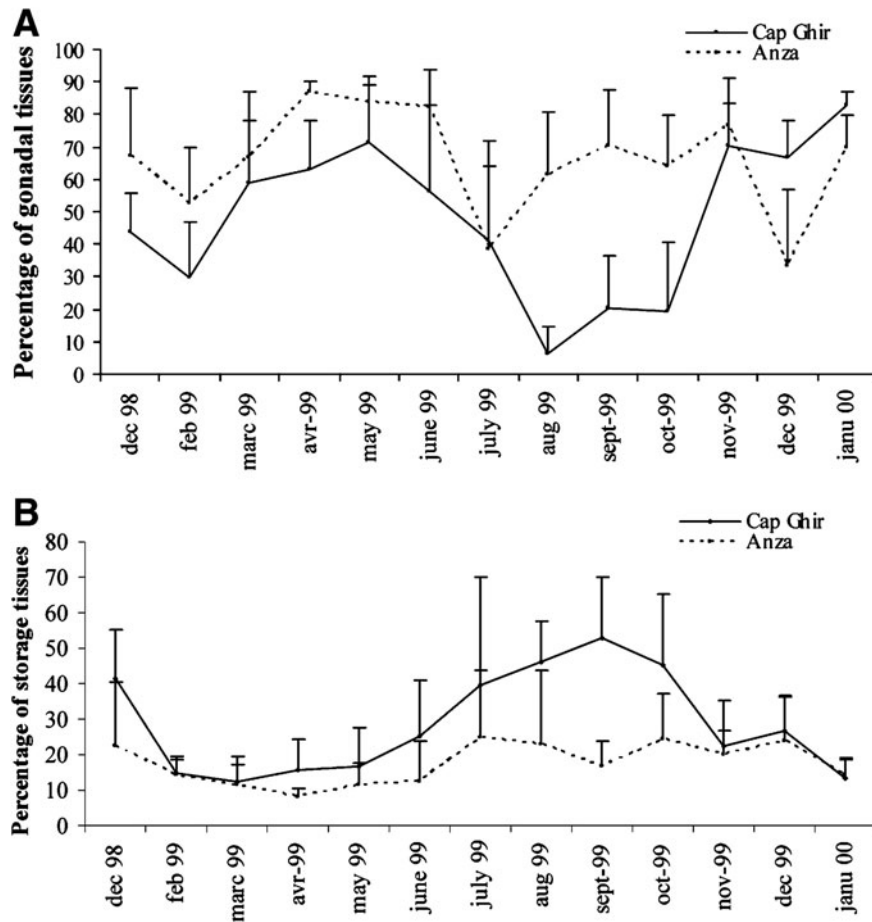 A
Cap Ghir
Anza
Percentage of gonadal tissues
100
90
80
70
60
50
40
30
20
10
0
dec 98
feb 99
marc 99
avr-99
may 99
june 99
july 99
aug 99
sept-99
oct-99
nov-99
dec 99
janu 00
B
Cap Ghir
Anza
Percentage of storage tissues
80
70
60
50
40
30
20
10
0
dec 98
feb 99
marc 99
avr-99
may 99
june 99
july 99
aug 99
sept-99
oct-99
nov-99
dec 99
janu 00